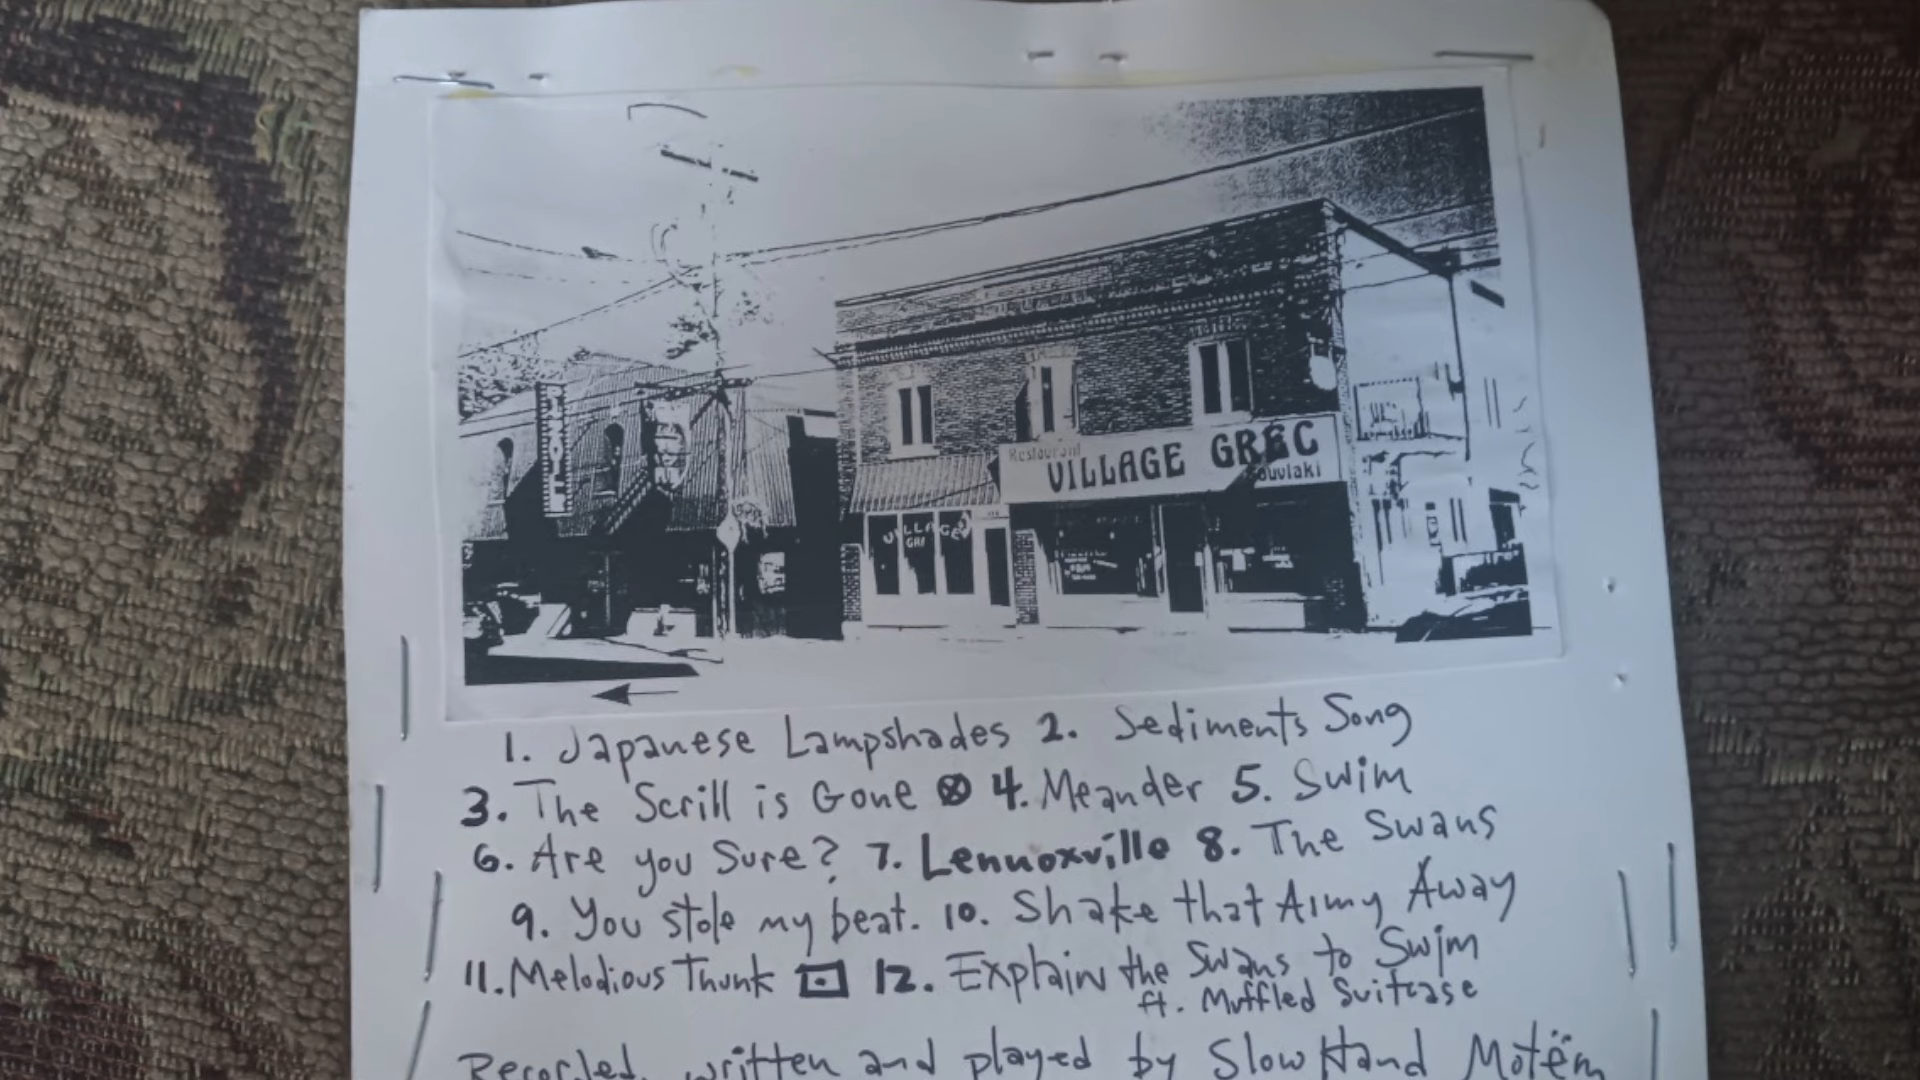 Restaurant
VILLAGE GREC
Souvlaki
VILLAGE
1. Japanese Lampshades 2. Sediments Song
3. The Scrill is Gone ⊗ 4. Meander 5. Swim
6. Are you Sure? 7. Lennoxville 8. The Swans
9. You stole my beat. 10. Shake that Army Away
11. Melodious Thunk ⊡ 12. Explain the Swans to Swim
ft. Muffled Suitcase
Recorded, written and played by Slow Hand Motëm